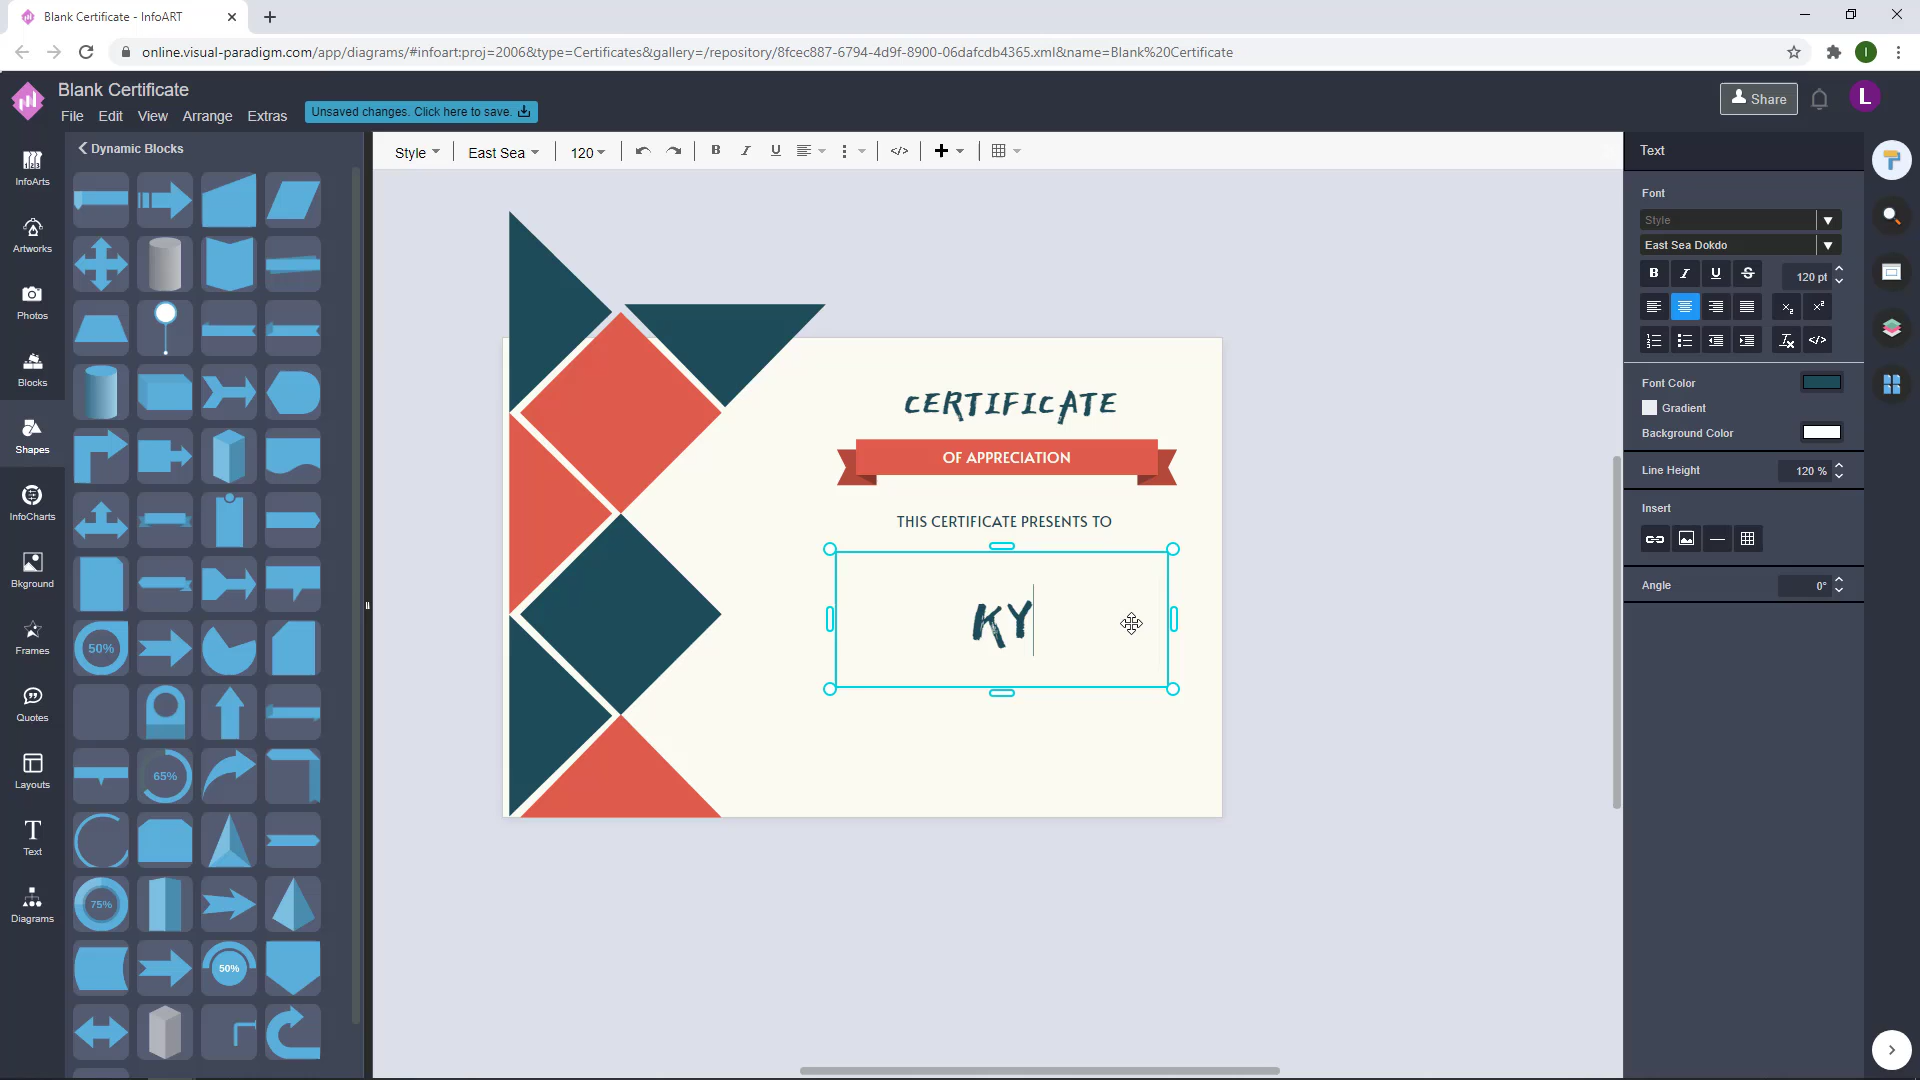 Blank Certificate - InfoART
online.visual-paradigm.com/app/diagrams/#infoart:proj=2006&type=Certificates&gallery=/repository/8fcec887-6794-4d9f-8900-06dafcdb4365.xml&name=Blank%20Certificate
I
Blank Certificate
File Edit View Arrange Extras
Unsaved changes. Click here to save.
Share
L
Dynamic Blocks
Style
East Sea
120
B I U
Text
InfoArts
Artworks
Photos
Blocks
Shapes
InfoCharts
Bkground
Frames
Quotes
Layouts
Text
Diagrams
50%
65%
75%
50%
CERTIFICATE
OF APPRECIATION
THIS CERTIFICATE PRESENTS TO
KY
Font
Style
East Sea Dokdo
B I U S 120 pt
Font Color
Gradient
Background Color
Line Height 120 %
Insert
Angle 0°